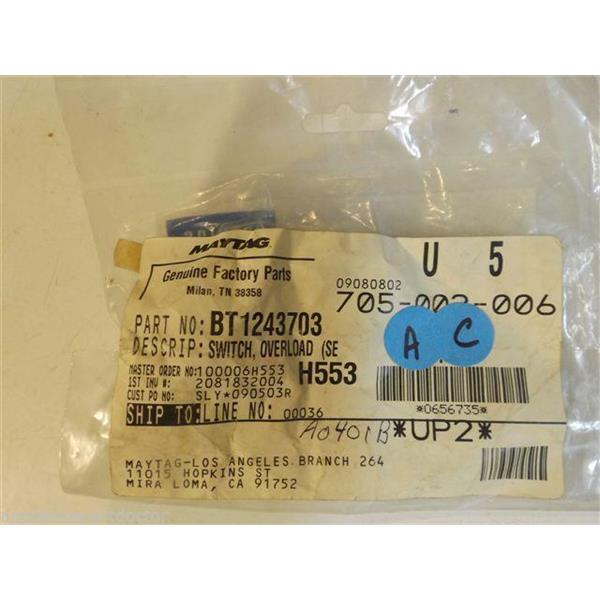 U 5
MAYTAG
Genuine Factory Parts
Milan, TN 38358
09080802
705-002-006
PART NO: BT1243703
DESCRIP: SWITCH, OVERLOAD (SE
A C
MASTER ORDER NO: 100006H553 H553
1ST INV #: 2081832004
CUST PO NO: SLY*090503R
*0656735*
SHIP TO: LINE NO: 00036
A0401B *UP2*
MAYTAG-LOS ANGELES BRANCH 264
11015 HOPKINS ST
MIRA LOMA, CA 91752